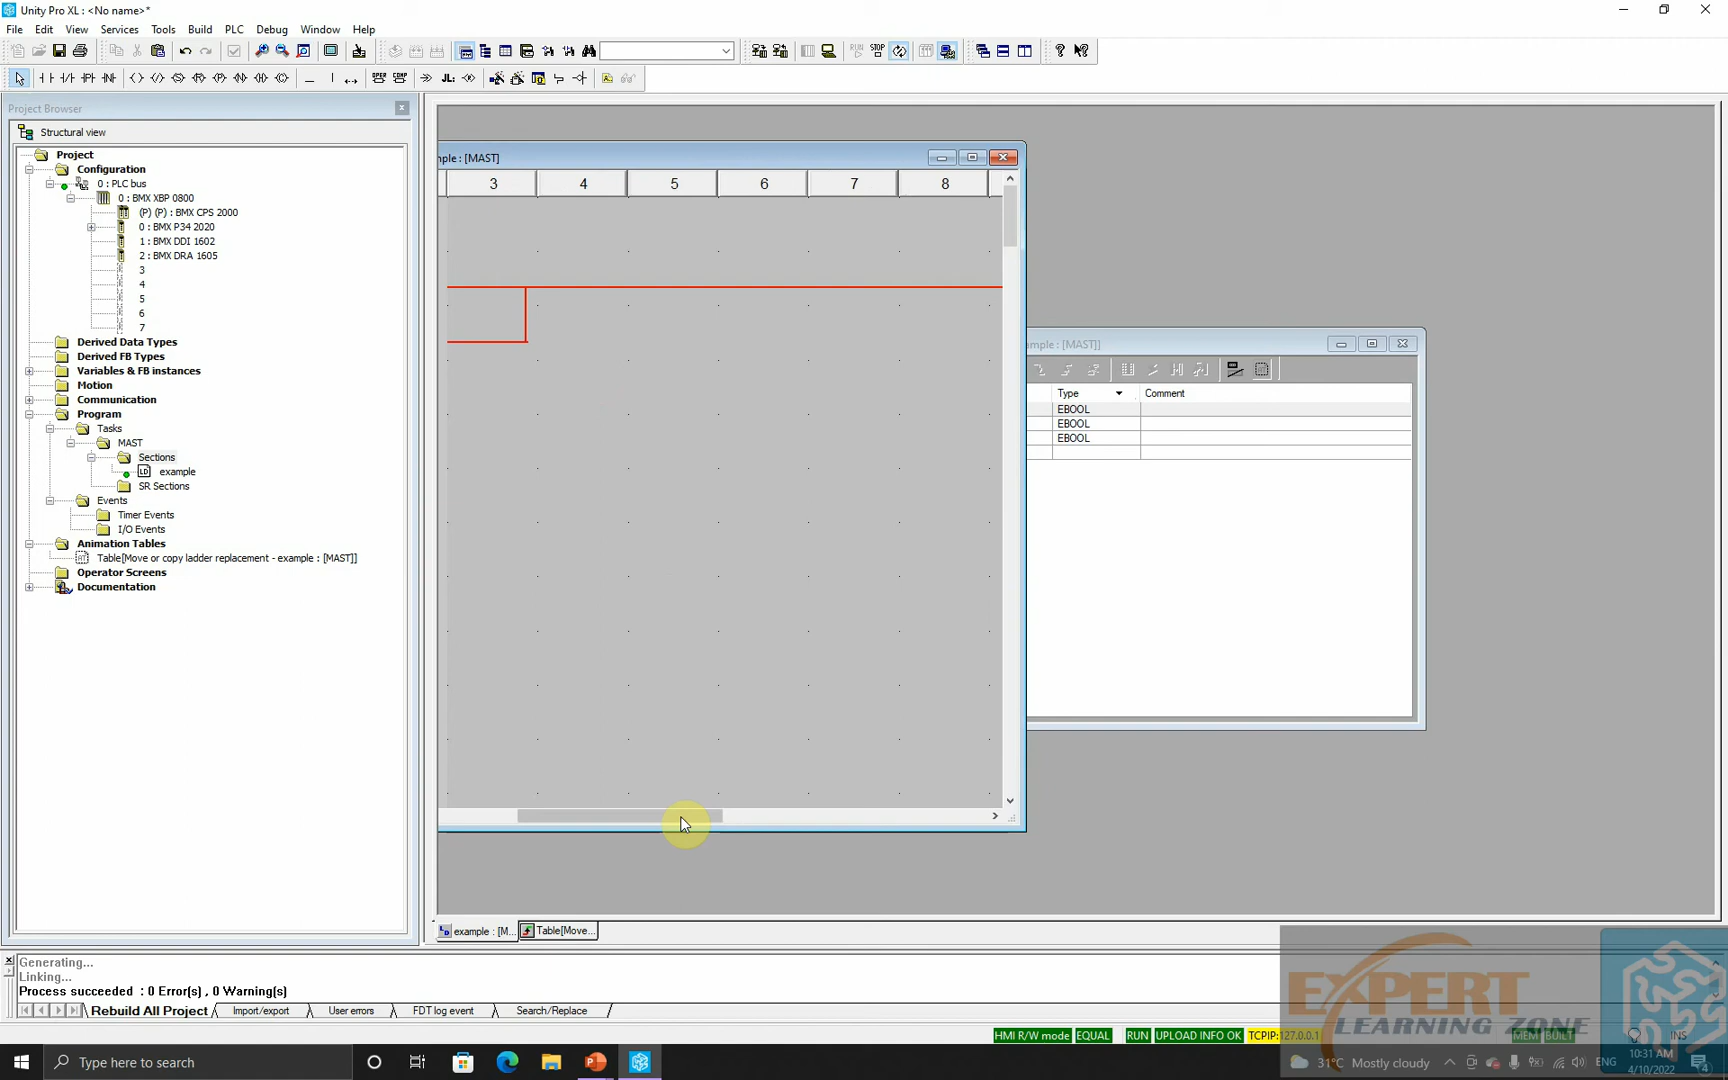 Unity Pro XL : <No name>*
File Edit View Services Tools Build PLC Debug Window Help
Project Browser
Structural view
Project
Configuration
0 : PLC bus
0 : BMX XBP 0800
(P) (P) : BMX CPS 2000
0 : BMX P34 2020
1 : BMX DDI 1602
2 : BMX DRA 1605
3
4
5
6
7
Derived Data Types
Derived FB Types
Variables & FB instances
Motion
Communication
Program
Tasks
MAST
Sections
example
SR Sections
Events
Timer Events
I/O Events
Animation Tables
Table[Move or copy ladder replacement - example : [MAST]]
Operator Screens
Documentation
mple : [MAST]
3 4 5 6 7 8
ample : [MAST]]
Type Comment
EBOOL
EBOOL
EBOOL
example : [M... Table[Move...
Generating...
Linking...
Process succeeded : 0 Error(s) , 0 Warning(s)
Rebuild All Project Import/export User errors FDT log event Search/Replace
EXPERT
LEARNING ZONE
HMI R/W mode EQUAL RUN UPLOAD INFO OK TCPIP:127.0.0.1 MEM BUILT INS
Type here to search
31°C Mostly cloudy ENG
10:31 AM
4/10/2022
4